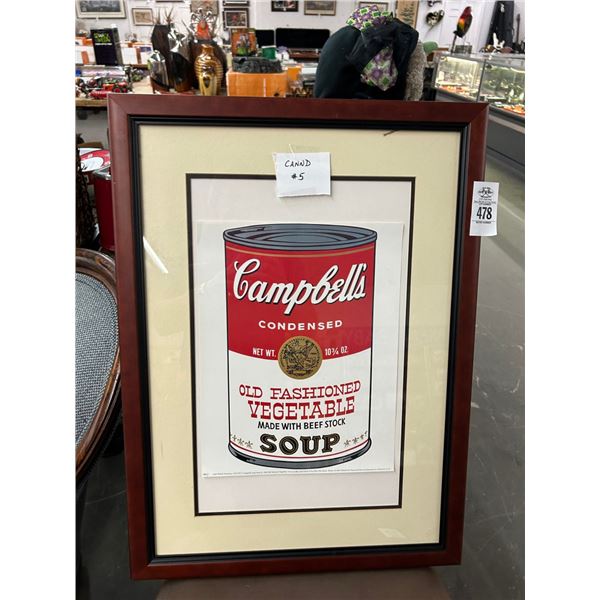 CANND
#5
478
Campbell's
CONDENSED
NET WT. 10¾ OZ.
OLD FASHIONED
VEGETABLE
MADE WITH BEEF STOCK
SOUP